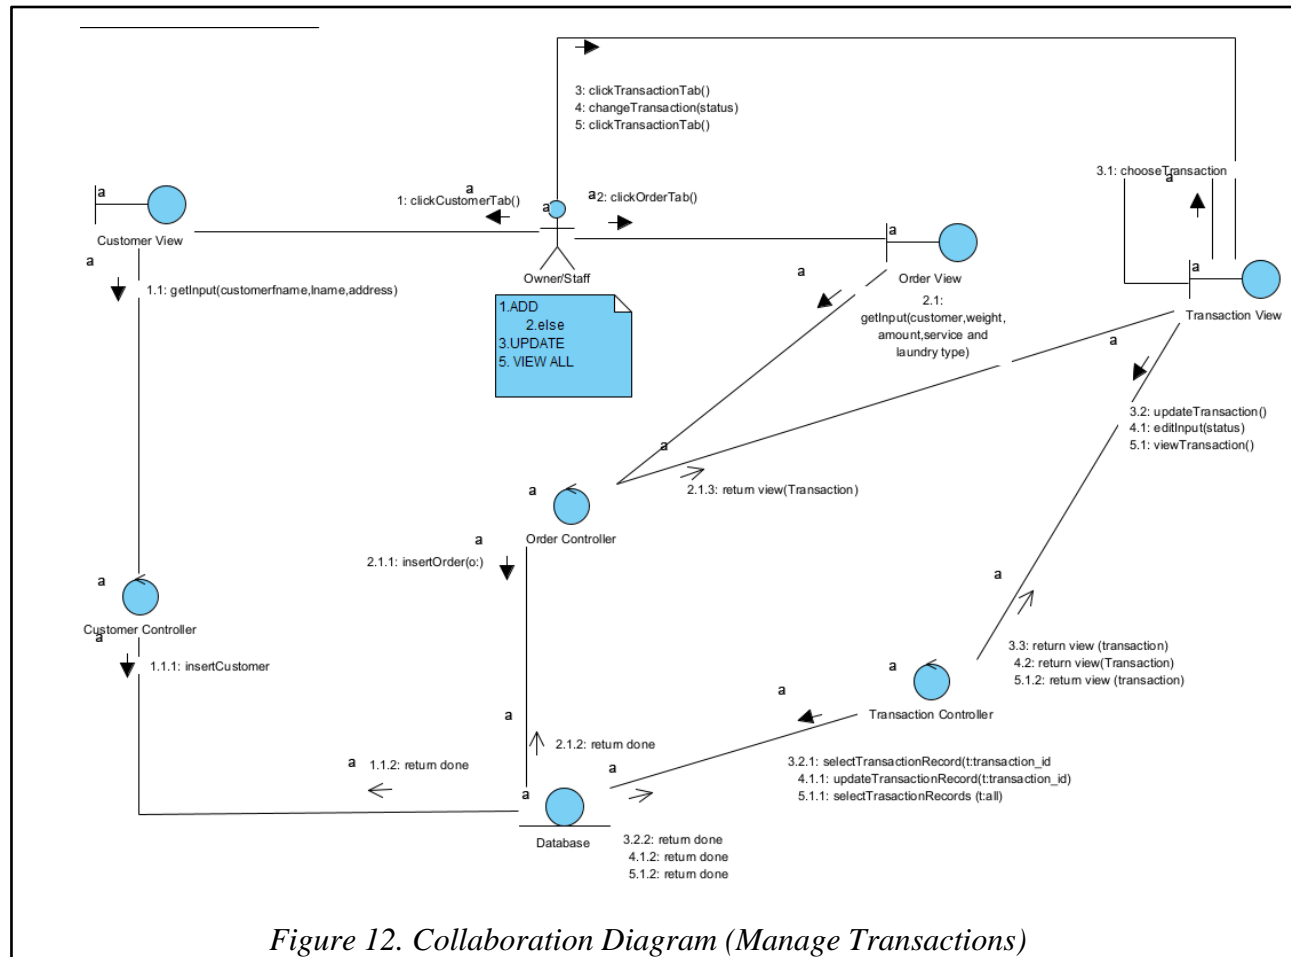 3: clickTransactionTab()
4: changeTransaction(status)
5: clickTransactionTab()
3.1: chooseTransaction
a
a
a
1: clickCustomerTab()
a
2: clickOrderTab()
a
Customer View
a
Owner/Staff
a
Order View
a
Transaction View
a
1.1: getInput(customerfname,lname,address)
a
2.1:
getInput(customer,weight,
amount,service and
laundry type)
1.ADD
2.else
3.UPDATE
5. VIEW ALL
a
3.2: updateTransaction()
4.1: editInput(status)
5.1: viewTransaction()
a
2.1.3: return view(Transaction)
a
Order Controller
a
2.1.1: insertOrder(o:)
a
Customer Controller
a
1.1.1: insertCustomer
a
3.3: return view (transaction)
4.2: return view(Transaction)
5.1.2: return view (transaction)
a
Transaction Controller
a
a
2.1.2: return done
a
1.1.2: return done
a
3.2.1: selectTransactionRecord(t:transaction_id
4.1.1: updateTransactionRecord(t:transaction_id)
5.1.1: selectTrasactionRecords (t:all)
a
Database
3.2.2: return done
4.1.2: return done
5.1.2: return done
Figure 12. Collaboration Diagram (Manage Transactions)